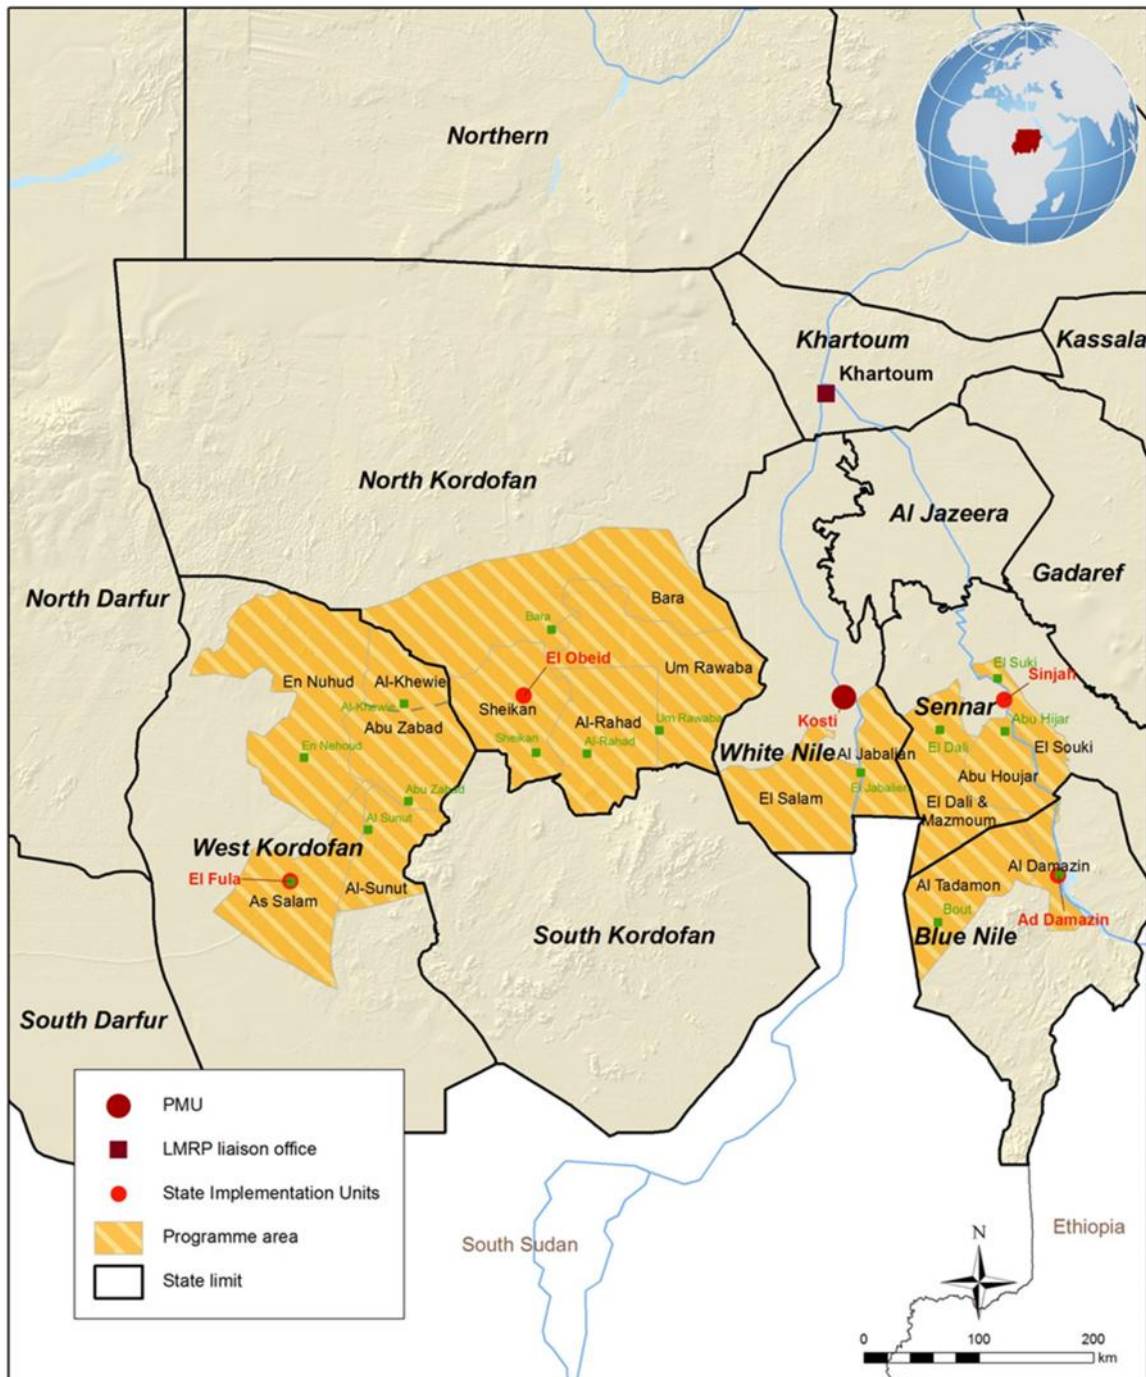 Northern
Khartoum
Kassala
Khartoum
North Kordofan
Al Jazeera
Gadaref
North Darfur
Bara
Bara
El Obeid
Um Rawaba
El Suki
Sinjah
En Nuhud
Al-Khewie
Al-Khewie
Abu Zabad
Sheikan
Al-Rahad
Um Rawaba
Sheikan
Al-Rahad
Kosti
Sennar
Abu Hijar
El Dali
El Souki
En Nehoud
White Nile
Al Jabalian
Abu Houjar
El Jabalien
El Salam
El Dali &
Mazmoum
Abu Zabad
Al Sunut
West Kordofan
El Fula
As Salam
Al-Sunut
Al Damazin
Al Tadamon
Bout
Ad Damazin
South Kordofan
Blue Nile
South Darfur
PMU
LMRP liaison office
State Implementation Units
Programme area
State limit
South Sudan
Ethiopia
N
0 100 200
km